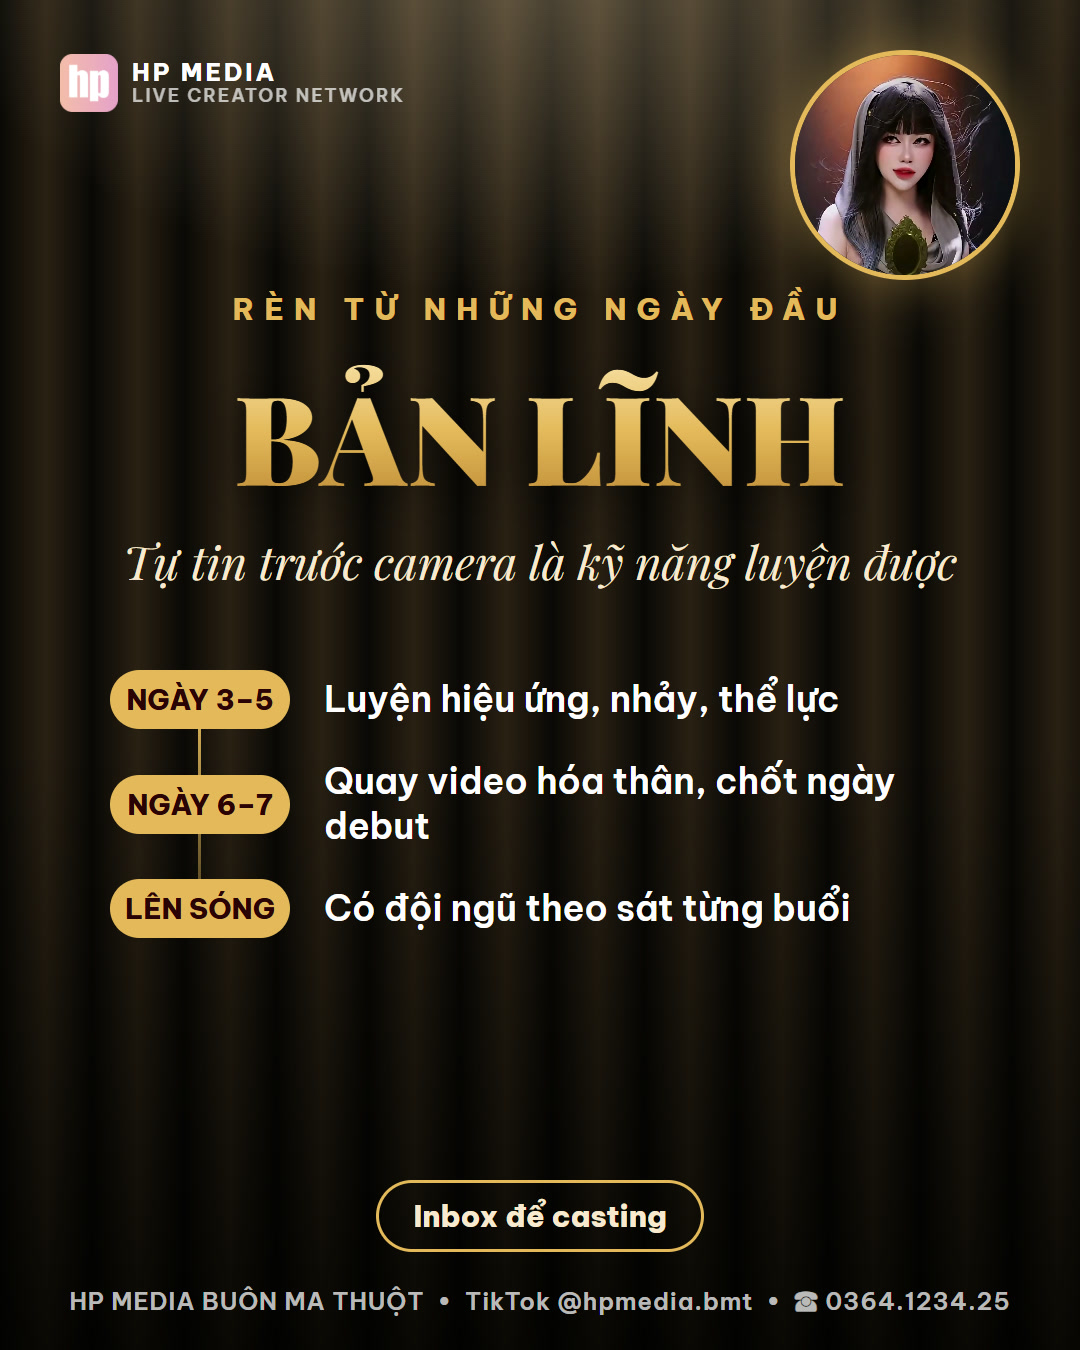 hp
HP MEDIA
LIVE CREATOR NETWORK
RÈN TỪ NHỮNG NGÀY ĐẦU
BẢN LĨNH
Tự tin trước camera là kỹ năng luyện được
NGÀY 3–5
Luyện hiệu ứng, nhảy, thể lực
NGÀY 6–7
Quay video hóa thân, chốt ngày
debut
LÊN SÓNG
Có đội ngũ theo sát từng buổi
Inbox để casting
HP MEDIA BUÔN MA THUỘT • TikTok @hpmedia.bmt • ☎ 0364.1234.25